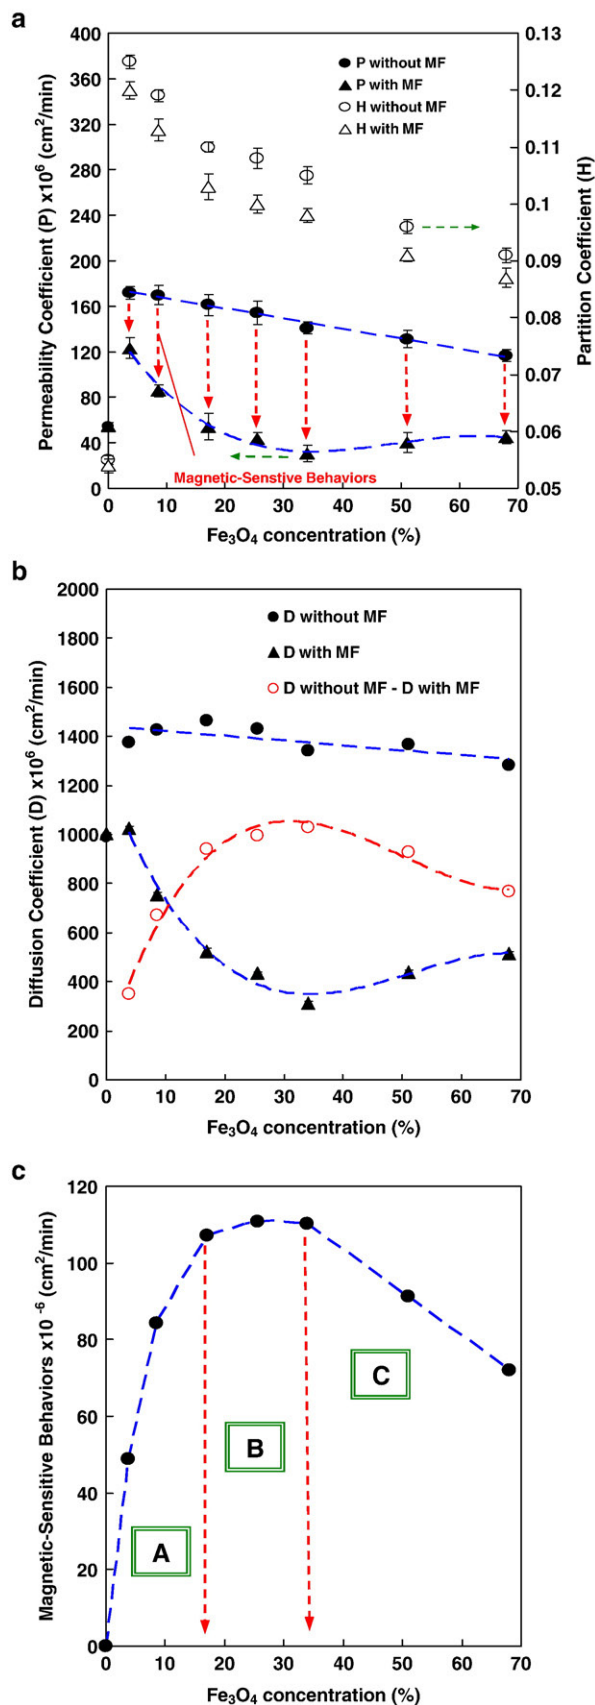 a
400
360
320
280
240
200
160
120
80
40
0
Permeability Coefficient (P) x10⁶ (cm²/min)
P without MF
P with MF
H without MF
H with MF
0.13
0.12
0.11
0.1
0.09
0.08
0.07
0.06
0.05
Partition Coefficient (H)
Magnetic-Senstive Behaviors
0 10 20 30 40 50 60 70
Fe₃O₄ concentration (%)
b
2000
1800
1600
1400
1200
1000
800
600
400
200
0
Diffusion Coefficient (D) x10⁶ (cm²/min)
D without MF
D with MF
D without MF - D with MF
0 10 20 30 40 50 60 70
Fe₃O₄ concentration (%)
c
120
100
80
60
40
20
0
Magnetic-Sensitive Behaviors x10 ⁻⁶ (cm²/min)
A
B
C
0 10 20 30 40 50 60 70
Fe₃O₄ concentration (%)